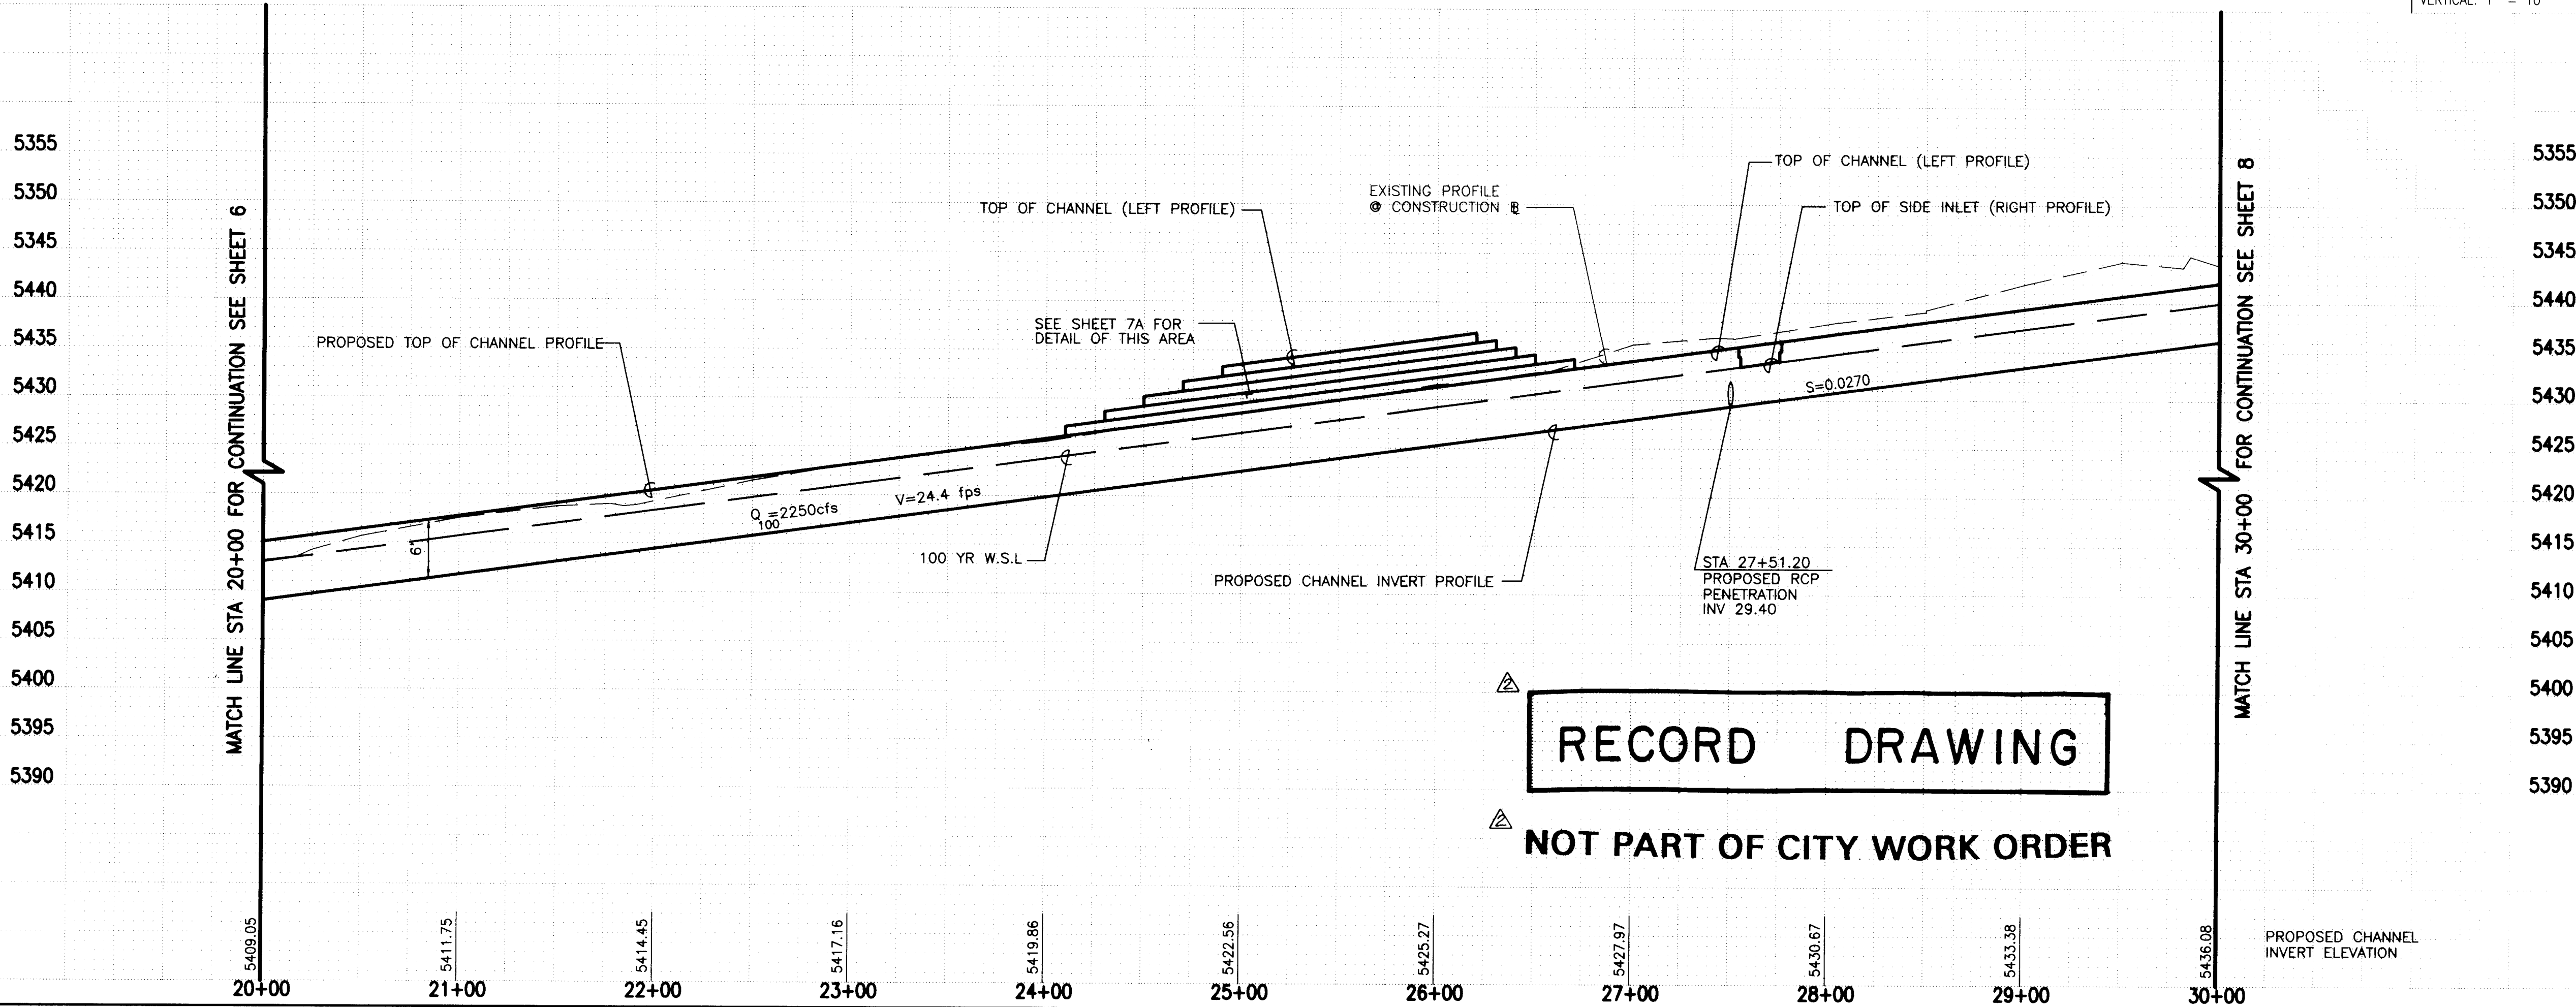 VERTICAL: 1" = 10'
5355
5350
5345
5440
5435
5430
5425
5420
5415
5410
5405
5400
5395
5390
MATCH LINE STA 20+00 FOR CONTINUATION SEE SHEET 6
PROPOSED TOP OF CHANNEL PROFILE
6'
TOP OF CHANNEL (LEFT PROFILE)
SEE SHEET 7A FOR
DETAIL OF THIS AREA
EXISTING PROFILE
@ CONSTRUCTION ℄
TOP OF CHANNEL (LEFT PROFILE)
TOP OF SIDE INLET (RIGHT PROFILE)
S=0.0270
Q100=2250cfs
V=24.4 fps
100 YR W.S.L
PROPOSED CHANNEL INVERT PROFILE
STA 27+51.20
PROPOSED RCP
PENETRATION
INV 29.40
2
RECORD DRAWING
2
NOT PART OF CITY WORK ORDER
MATCH LINE STA 30+00 FOR CONTINUATION SEE SHEET 8
5355
5350
5345
5440
5435
5430
5425
5420
5415
5410
5405
5400
5395
5390
5409.05
5411.75
5414.45
5417.16
5419.86
5422.56
5425.27
5427.97
5430.67
5433.38
5436.08
PROPOSED CHANNEL
INVERT ELEVATION
20+00
21+00
22+00
23+00
24+00
25+00
26+00
27+00
28+00
29+00
30+00